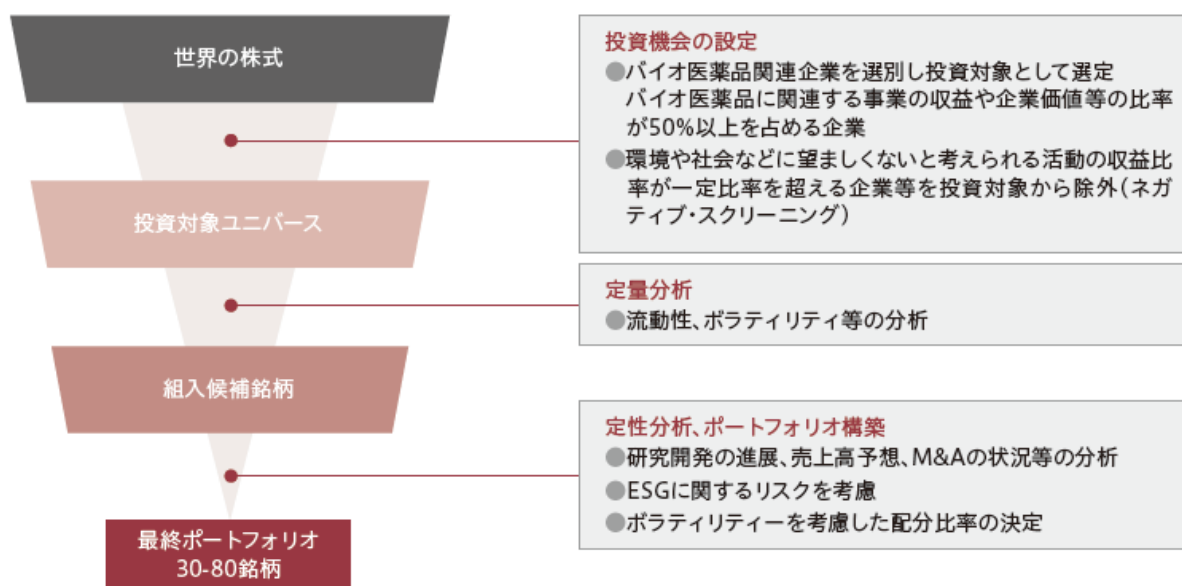 世界の株式
投資対象ユニバース
組入候補銘柄
最終ポートフォリオ
30-80銘柄
投資機会の設定
●バイオ医薬品関連企業を選別し投資対象として選定
バイオ医薬品に関連する事業の収益や企業価値等の比率
が50%以上を占める企業
●環境や社会などに望ましくないと考えられる活動の収益比
率が一定比率を超える企業等を投資対象から除外(ネガ
ティブ・スクリーニング)
定量分析
●流動性、ボラティリティ等の分析
定性分析、ポートフォリオ構築
●研究開発の進展、売上高予想、M&Aの状況等の分析
●ESGに関するリスクを考慮
●ボラティリティーを考慮した配分比率の決定